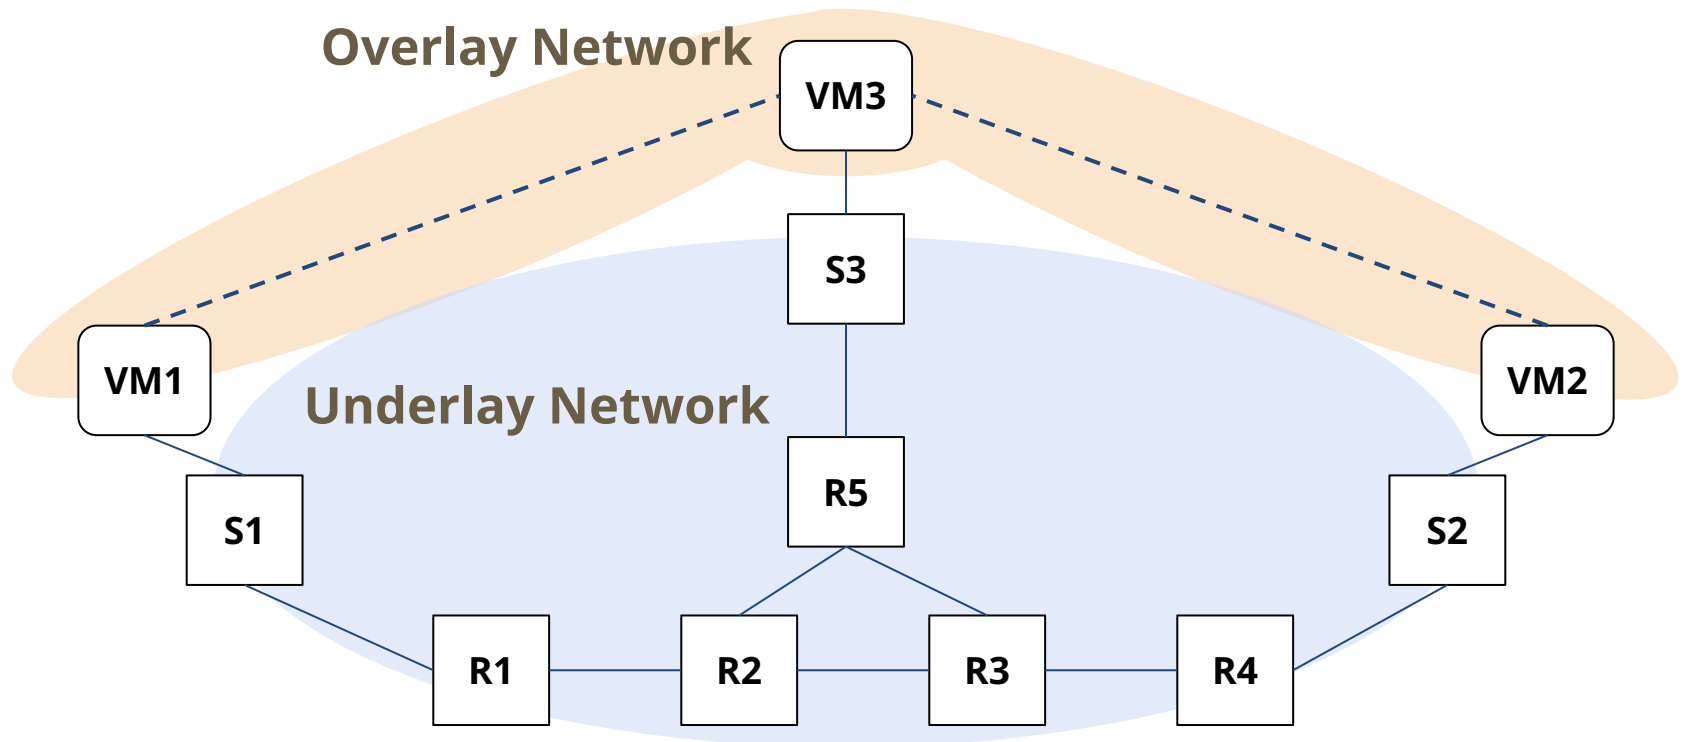 Overlay Network
VM3
S3
VM1
VM2
Underlay Network
R5
S1
S2
R1
R2
R3
R4